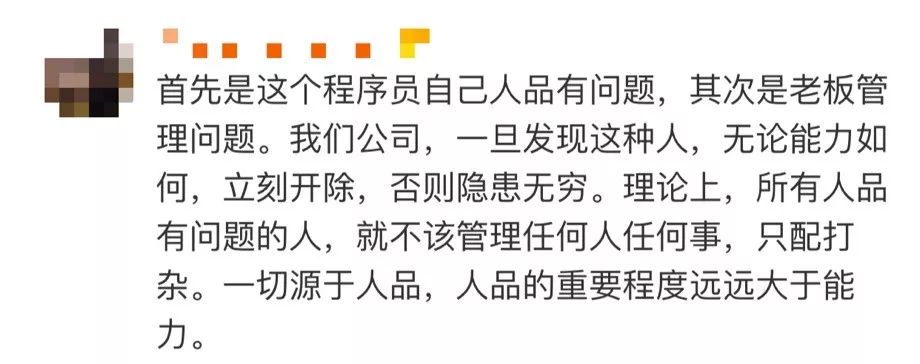 首先是这个程序员自己人品有问题，其次是老板管
理问题。我们公司，一旦发现这种人，无论能力如
何，立刻开除，否则隐患无穷。理论上，所有人品
有问题的人，就不该管理任何人任何事，只配打
杂。一切源于人品，人品的重要程度远远大于能
力。